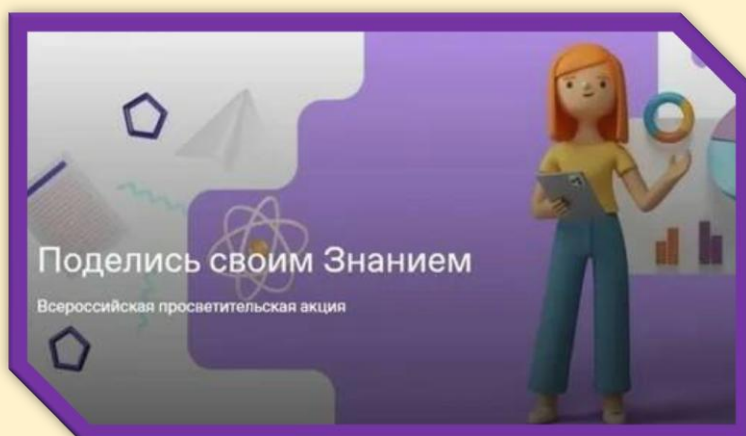 Поделись своим Знанием
Всероссийская просветительская акция